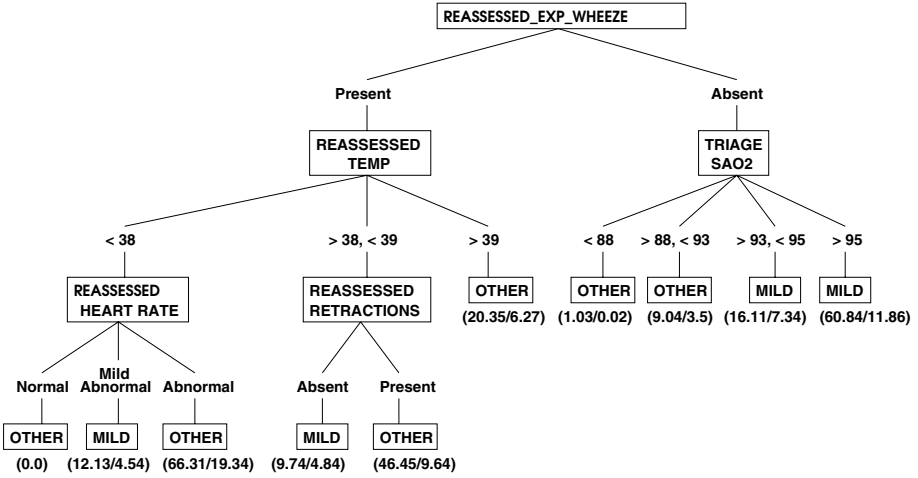 REASSESSED_EXP_WHEEZE
Present
Absent
REASSESSED
TEMP
TRIAGE
SAO2
< 38
> 38, < 39
> 39
< 88
> 88, < 93
> 93, < 95
> 95
REASSESSED
HEART RATE
REASSESSED
RETRACTIONS
OTHER
OTHER
OTHER
MILD
MILD
(20.35/6.27)
(1.03/0.02)
(9.04/3.5)
(16.11/7.34)
(60.84/11.86)
Normal
Mild
Abnormal
Abnormal
Absent
Present
OTHER
MILD
OTHER
MILD
OTHER
(0.0)
(12.13/4.54)
(66.31/19.34)
(9.74/4.84)
(46.45/9.64)